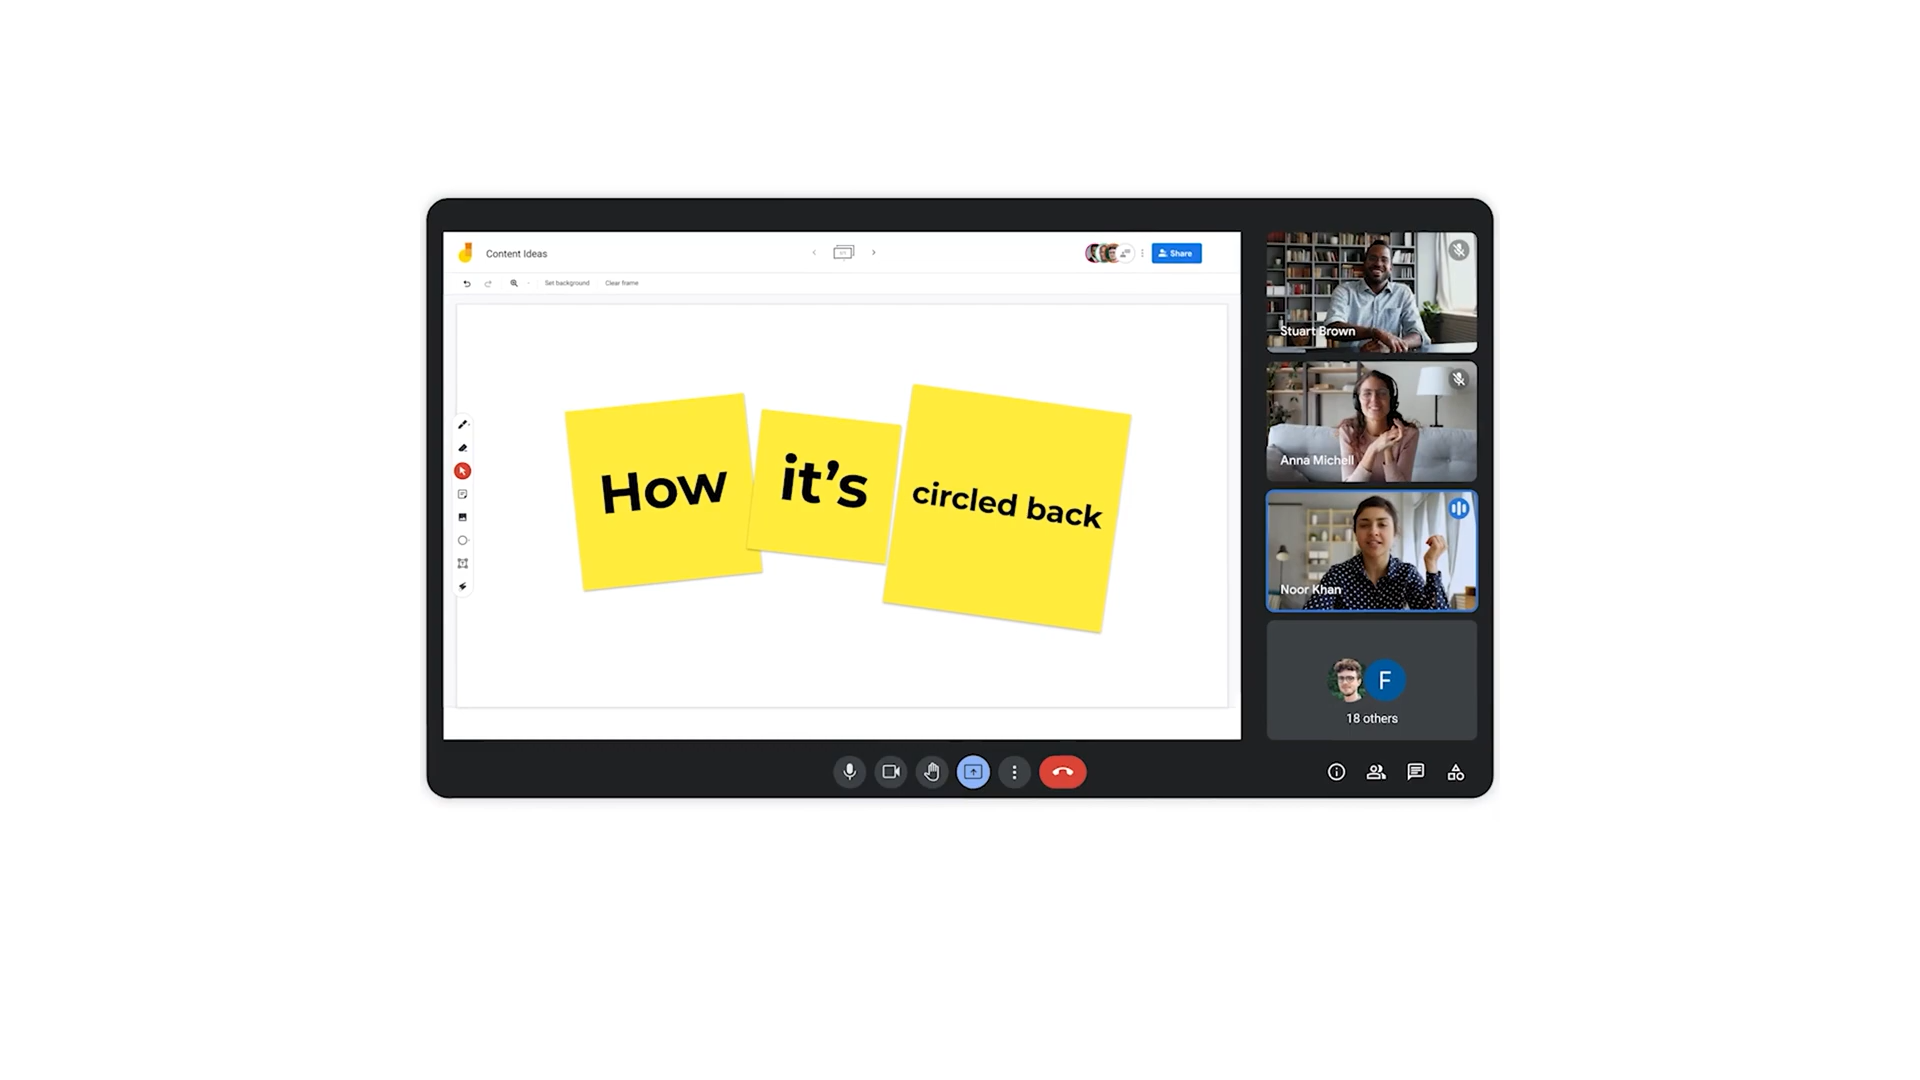 Content Ideas
Share
Set background
Clear frame
How
it’s
circled back
Stuart Brown
Anna Michell
Noor Khan
F
18 others